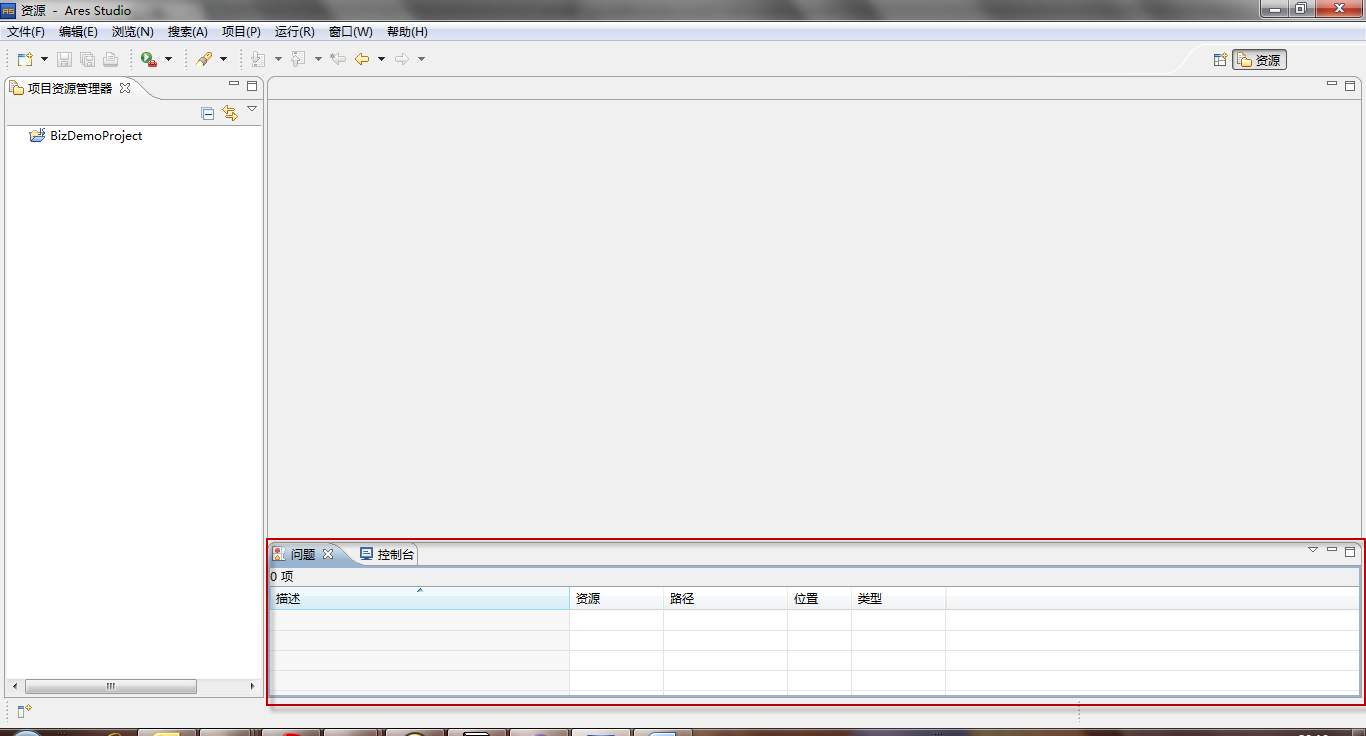 资源 - Ares Studio
文件(F) 编辑(E) 浏览(N) 搜索(A) 项目(P) 运行(R) 窗口(W) 帮助(H)
资源
项目资源管理器
BizDemoProject
问题 控制台
0 项
描述 资源 路径 位置 类型